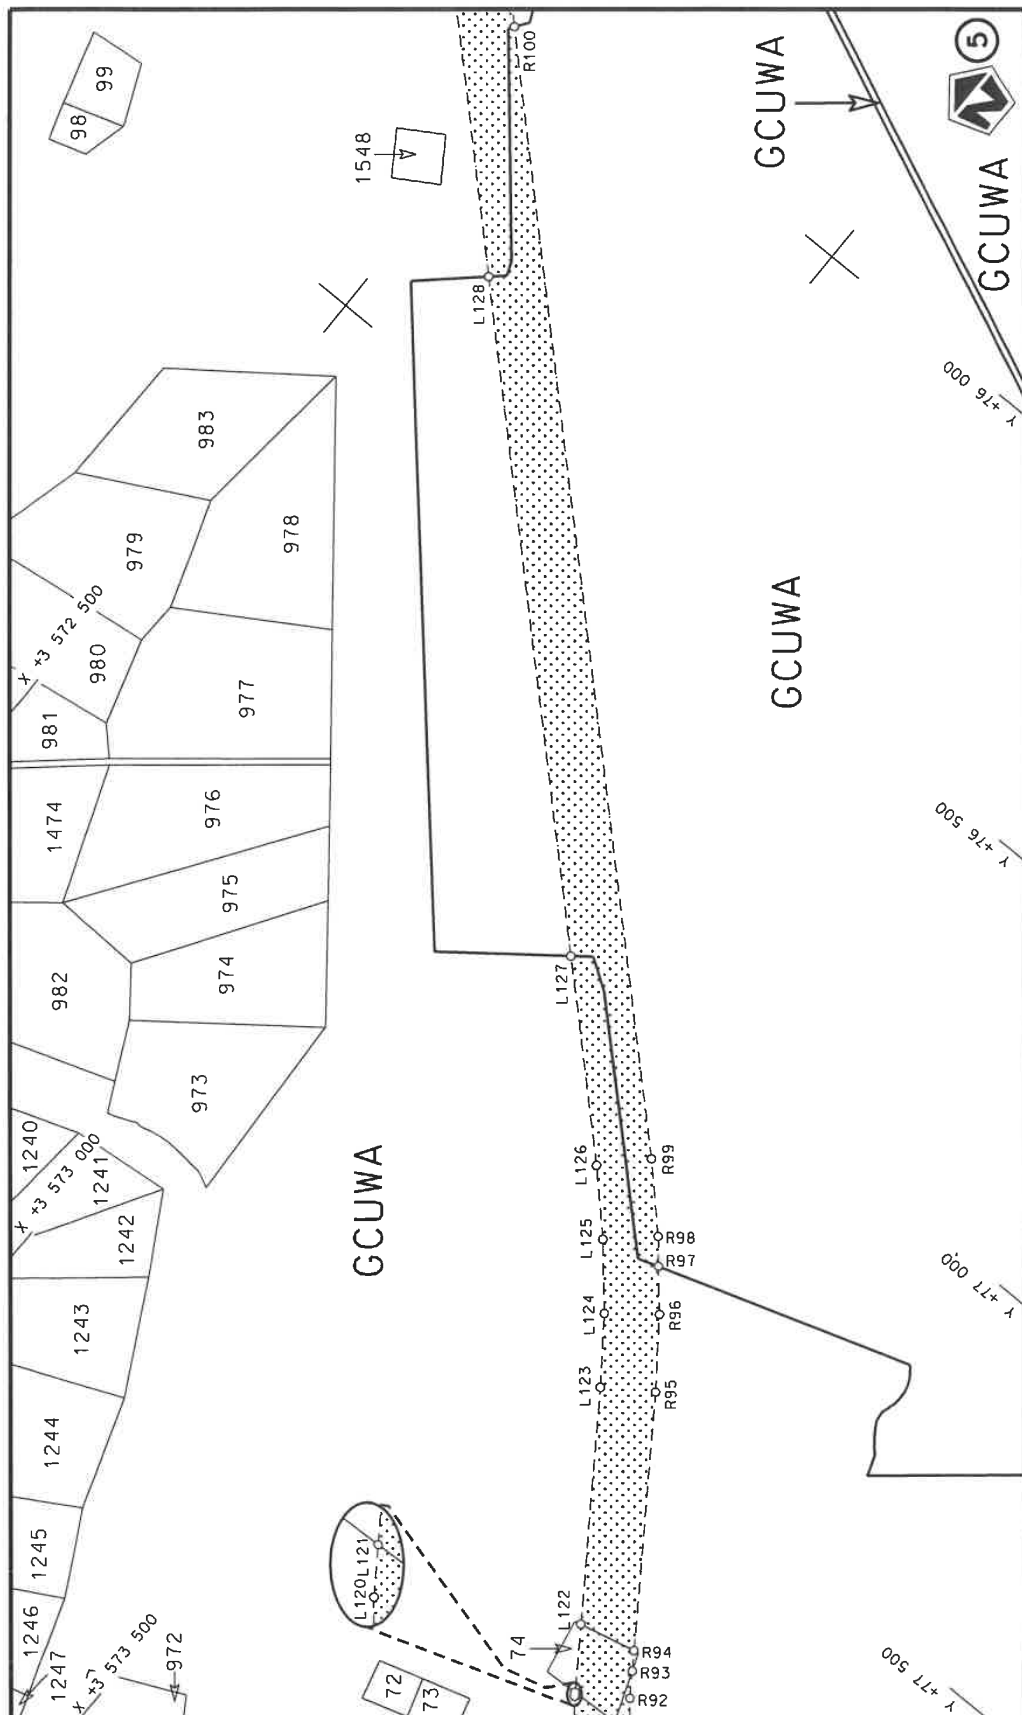 99
98
1548
R100
GCUWA
5
GCUWA
L128
983
979
978
X +3 572 500
980
981
977
Y +76 000
GCUWA
1474
976
975
982
974
973
L127
Y +76 500
1240
X +3 573 000
1241
1242
1243
1244
1245
1246
1247
X +3 573 500
972
GCUWA
L126
L125
L124
L123
R99
R98
R97
R96
R95
Y +77 000
L120
L121
L122
74
72
73
R94
R93
R92
Y +77 500